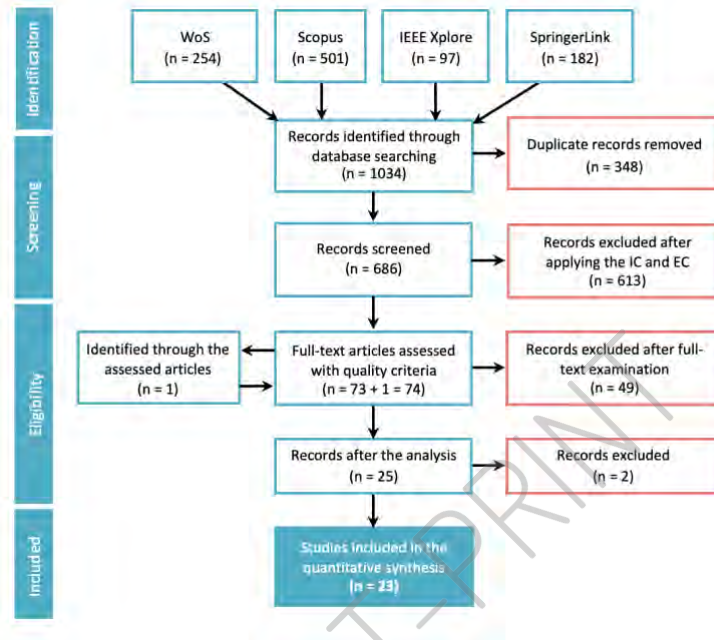 Identification
WoS
(n = 254)
Scopus
(n = 501)
IEEE Xplore
(n = 97)
SpringerLink
(n = 182)
Records identified through
database searching
(n = 1034)
Duplicate records removed
(n = 348)
Screening
Records screened
(n = 686)
Records excluded after
applying the IC and EC
(n = 613)
Eligibility
Identified through the
assessed articles
(n = 1)
Full-text articles assessed
with quality criteria
(n = 73 + 1 = 74)
Records excluded after full-
text examination
(n = 49)
Records after the analysis
(n = 25)
Records excluded
(n = 2)
Included
Studies included in the
quantitative synthesis
(n = 23)
T-PRINT